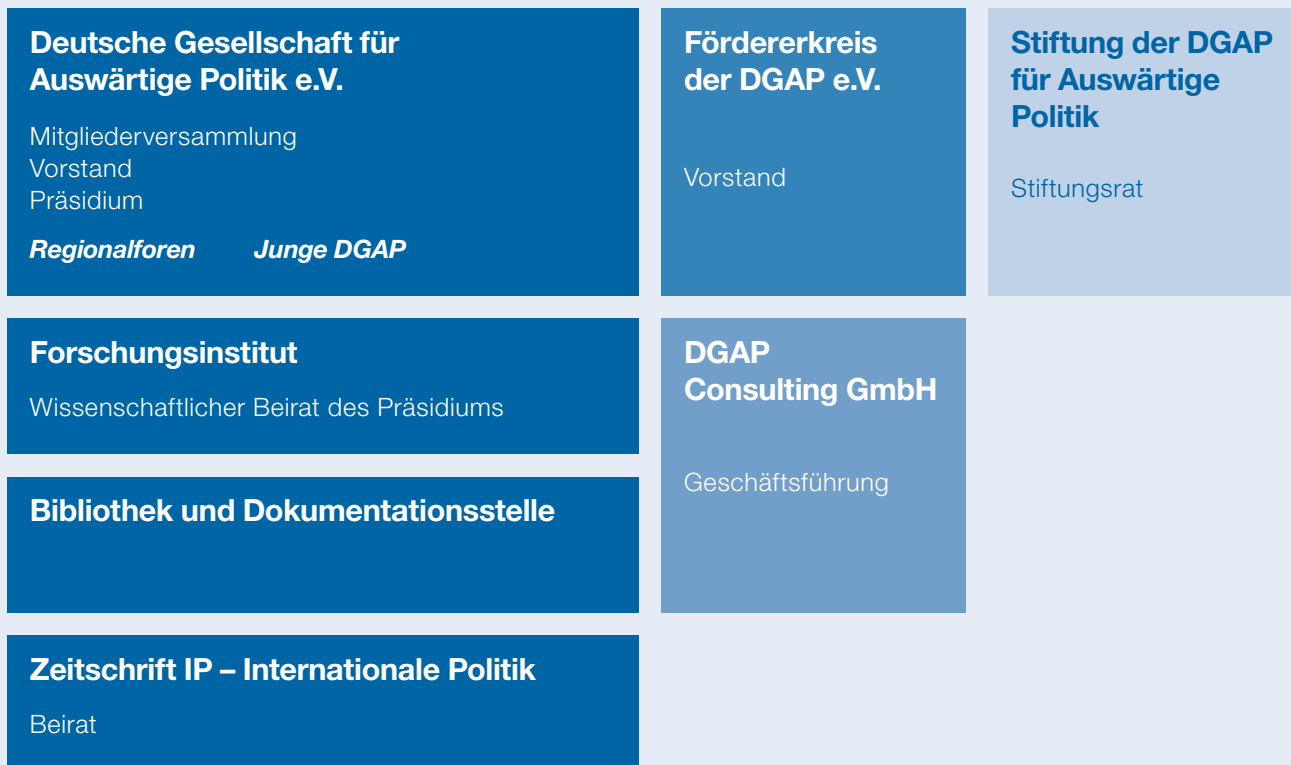 Deutsche Gesellschaft für
Auswärtige Politik e.V.
Mitgliederversammlung
Vorstand
Präsidium
Regionalforen Junge DGAP
Fördererkreis
der DGAP e.V.
Vorstand
Stiftung der DGAP
für Auswärtige
Politik
Stiftungsrat
Forschungsinstitut
Wissenschaftlicher Beirat des Präsidiums
DGAP
Consulting GmbH
Geschäftsführung
Bibliothek und Dokumentationsstelle
Zeitschrift IP – Internationale Politik
Beirat